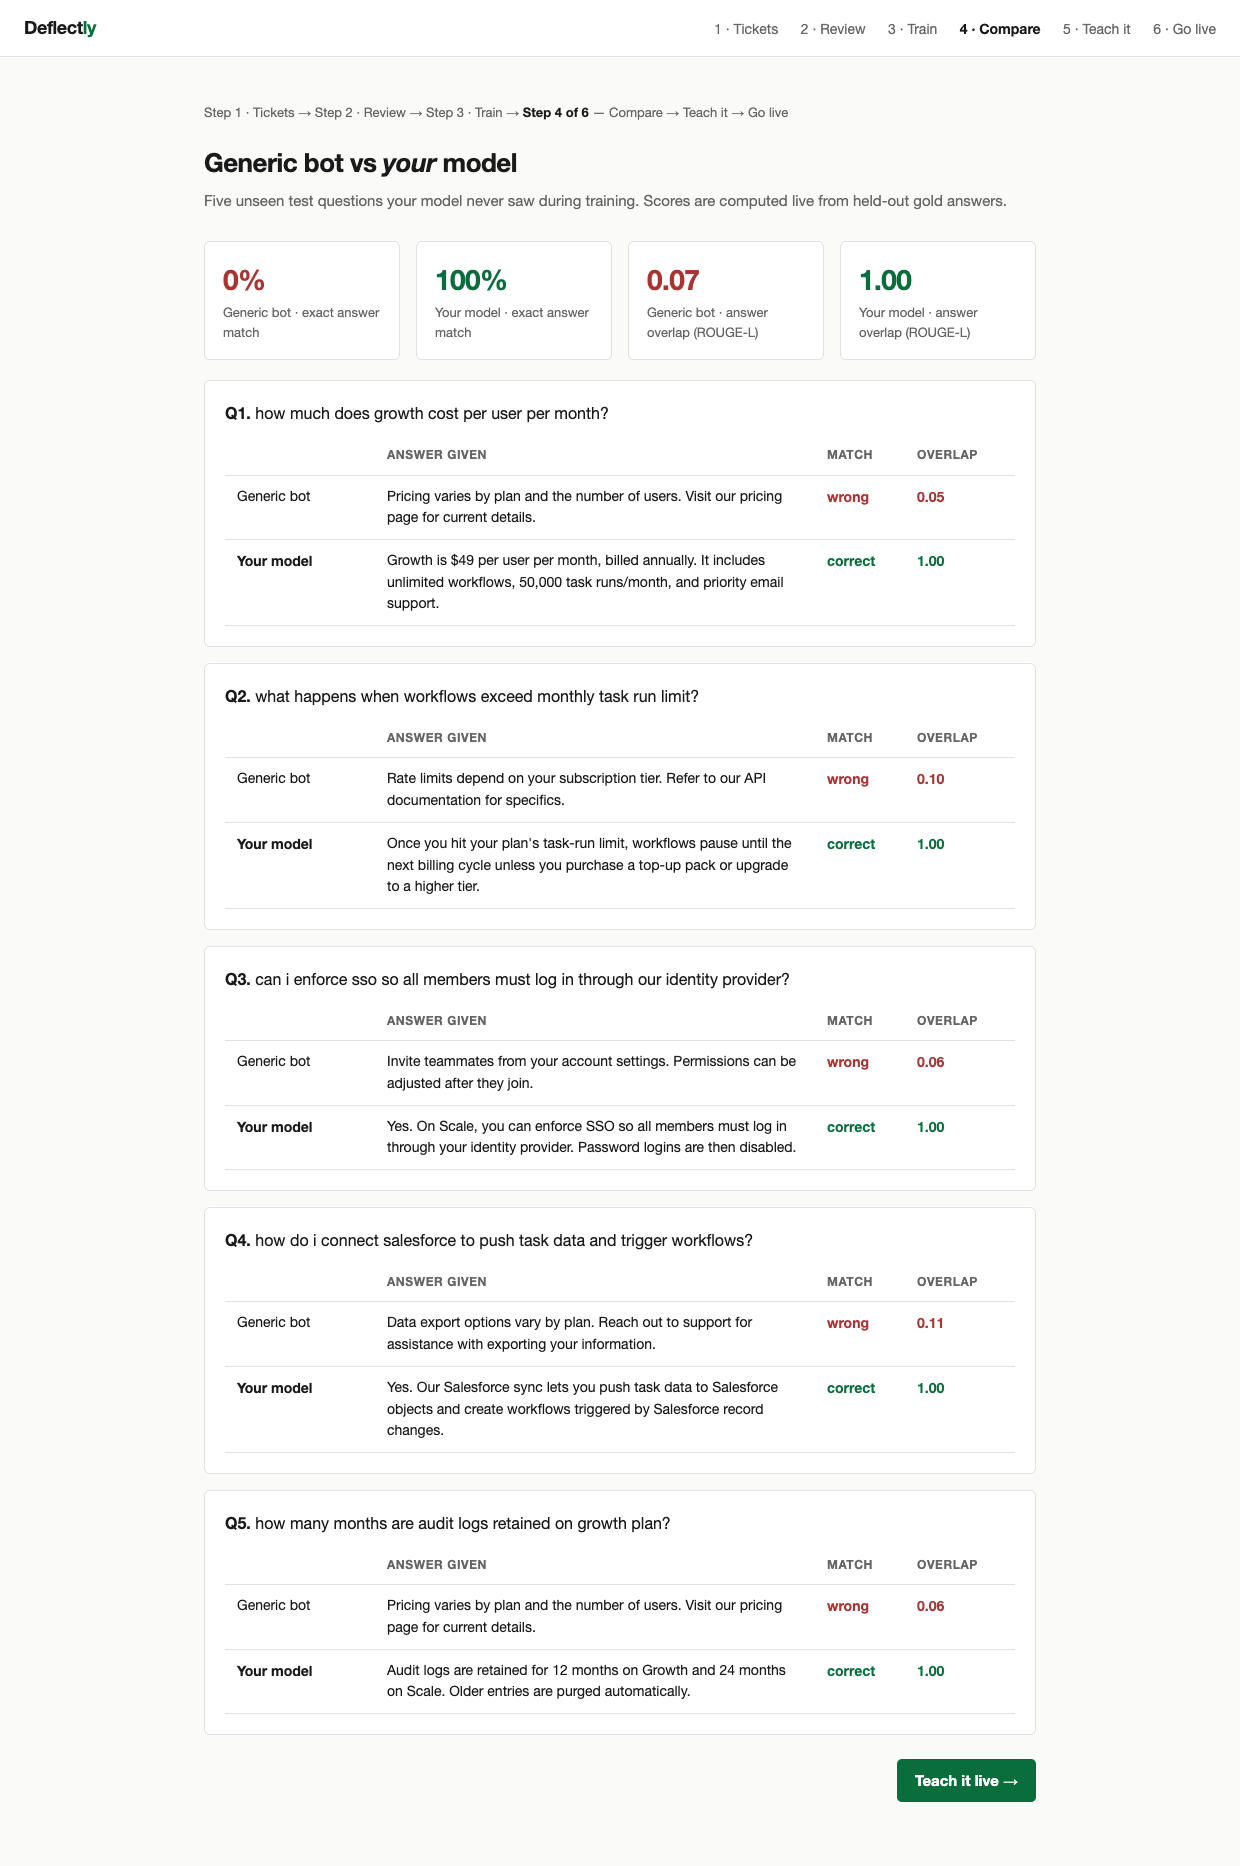 Deflectly
1 · Tickets 2 · Review 3 · Train 4 · Compare 5 · Teach it 6 · Go live
Step 1 · Tickets → Step 2 · Review → Step 3 · Train → Step 4 of 6 — Compare → Teach it → Go live
Generic bot vs your model
Five unseen test questions your model never saw during training. Scores are computed live from held-out gold answers.
0%
Generic bot · exact answer
match
100%
Your model · exact answer
match
0.07
Generic bot · answer
overlap (ROUGE-L)
1.00
Your model · answer
overlap (ROUGE-L)
Q1. how much does growth cost per user per month?
ANSWER GIVEN MATCH OVERLAP
Generic bot Pricing varies by plan and the number of users. Visit our pricing wrong 0.05
page for current details.
Your model Growth is $49 per user per month, billed annually. It includes correct 1.00
unlimited workflows, 50,000 task runs/month, and priority email
support.
Q2. what happens when workflows exceed monthly task run limit?
ANSWER GIVEN MATCH OVERLAP
Generic bot Rate limits depend on your subscription tier. Refer to our API wrong 0.10
documentation for specifics.
Your model Once you hit your plan's task-run limit, workflows pause until the correct 1.00
next billing cycle unless you purchase a top-up pack or upgrade
to a higher tier.
Q3. can i enforce sso so all members must log in through our identity provider?
ANSWER GIVEN MATCH OVERLAP
Generic bot Invite teammates from your account settings. Permissions can be wrong 0.06
adjusted after they join.
Your model Yes. On Scale, you can enforce SSO so all members must log in correct 1.00
through your identity provider. Password logins are then disabled.
Q4. how do i connect salesforce to push task data and trigger workflows?
ANSWER GIVEN MATCH OVERLAP
Generic bot Data export options vary by plan. Reach out to support for wrong 0.11
assistance with exporting your information.
Your model Yes. Our Salesforce sync lets you push task data to Salesforce correct 1.00
objects and create workflows triggered by Salesforce record
changes.
Q5. how many months are audit logs retained on growth plan?
ANSWER GIVEN MATCH OVERLAP
Generic bot Pricing varies by plan and the number of users. Visit our pricing wrong 0.06
page for current details.
Your model Audit logs are retained for 12 months on Growth and 24 months correct 1.00
on Scale. Older entries are purged automatically.
Teach it live →